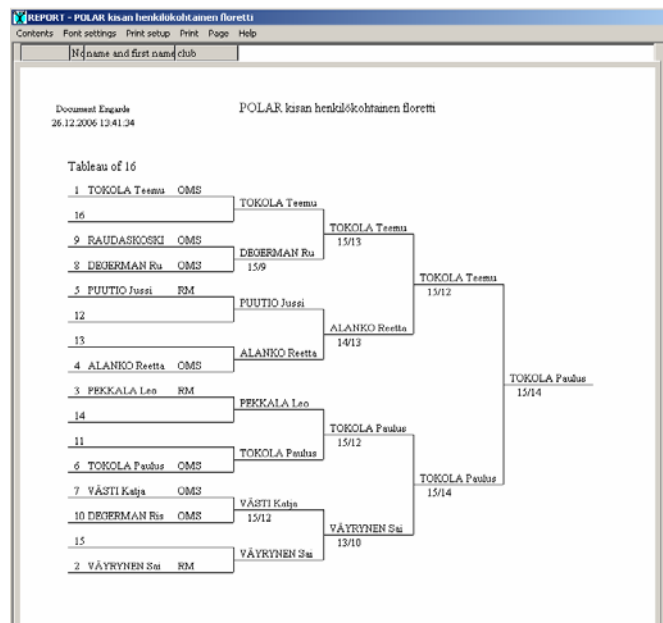 REPORT - POLAR kisan henkilökohtainen floretti
Contents Font settings Print setup Print Page Help
No name and first name club
Document Engarde
POLAR kisan henkilökohtainen floretti
26.12.2006 13:41:34
Tableau of 16
1 TOKOLA Teemu OMS
TOKOLA Teemu
16
TOKOLA Teemu
15/13
9 RAUDASKOSKI OMS
DEGERMAN Ru
15/9
8 DEGERMAN Ru OMS
TOKOLA Teemu
15/12
5 PUUTIO Jussi RM
PUUTIO Jussi
12
ALANKO Reetta
14/13
13
ALANKO Reetta
4 ALANKO Reetta OMS
TOKOLA Paulus
15/14
3 PEKKALA Leo RM
PEKKALA Leo
14
TOKOLA Paulus
15/12
11
TOKOLA Paulus
6 TOKOLA Paulus OMS
TOKOLA Paulus
15/14
7 VÄSTI Katja OMS
VÄSTI Katja
15/12
10 DEGERMAN Ris OMS
VÄYRYNEN Sai
13/10
15
VÄYRYNEN Sai
2 VÄYRYNEN Sai RM